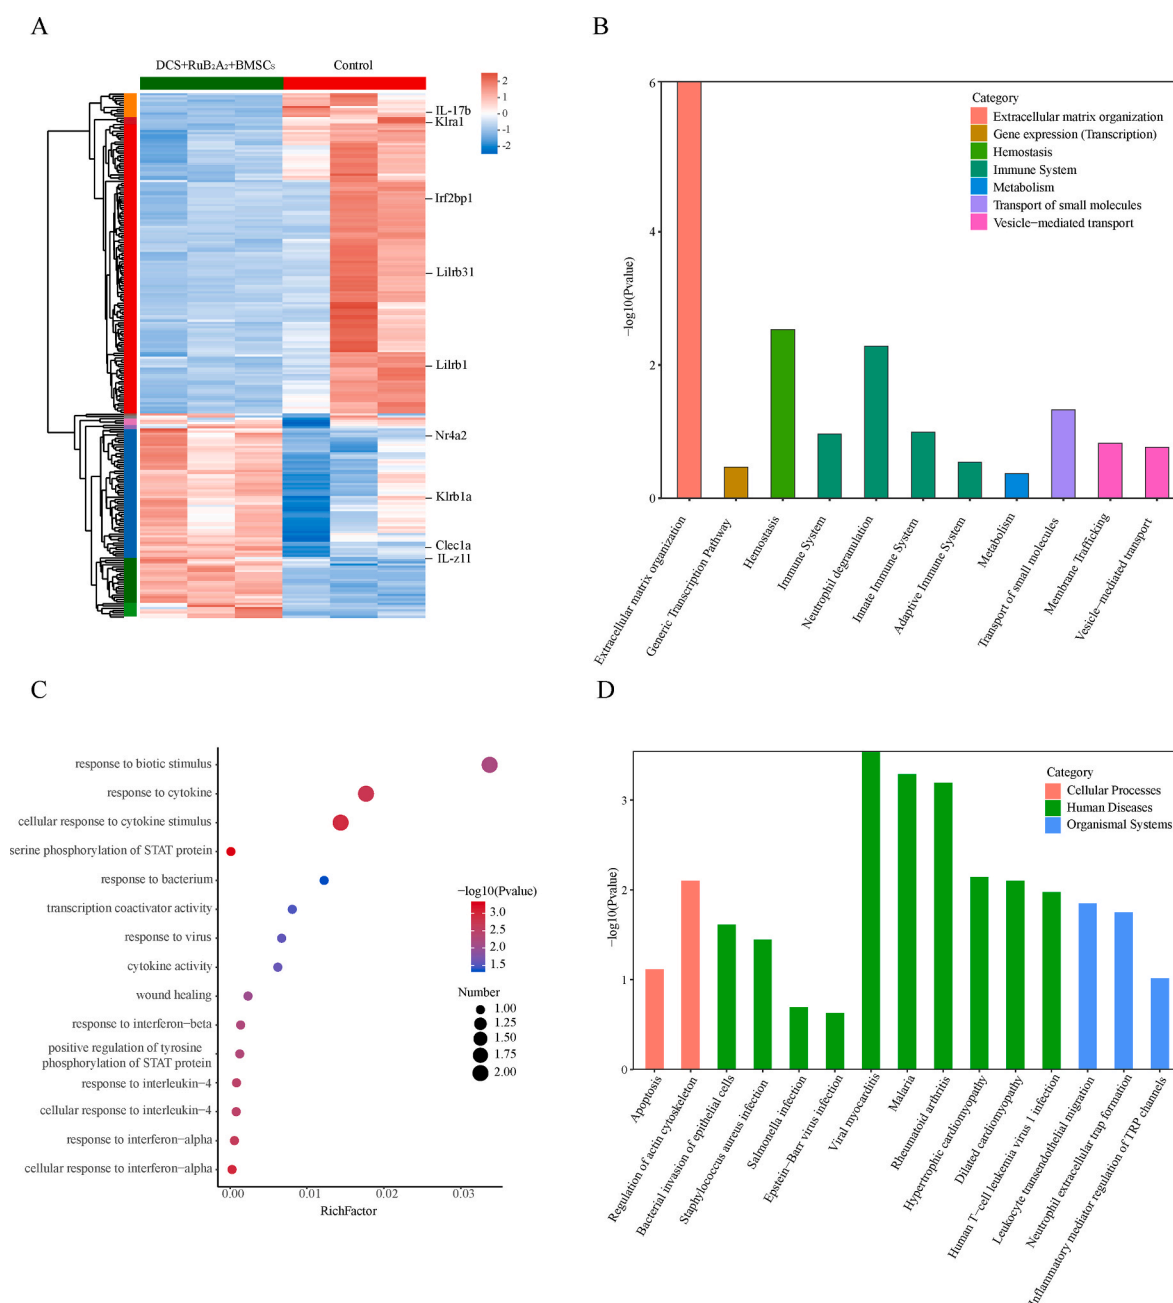 A
DCS+RuB₂A₂+BMSCs
Control
2
1
0
-1
-2
IL-17b
Klra1
Irf2bp1
Lilrb31
Lilrb1
Nr4a2
Klrb1a
Clec1a
IL-z11
B
−log10(Pvalue)
6
4
2
0
Category
Extracellular matrix organization
Gene expression (Transcription)
Hemostasis
Immune System
Metabolism
Transport of small molecules
Vesicle−mediated transport
Extracellular matrix organization
Generic Transcription Pathway
Hemostasis
Immune System
Neutrophil degranulation
Innate Immune System
Adaptive Immune System
Metabolism
Transport of small molecules
Membrane Trafficking
Vesicle−mediated transport
C
response to biotic stimulus
response to cytokine
cellular response to cytokine stimulus
serine phosphorylation of STAT protein
response to bacterium
transcription coactivator activity
response to virus
cytokine activity
wound healing
response to interferon−beta
positive regulation of tyrosine
phosphorylation of STAT protein
response to interleukin−4
cellular response to interleukin−4
response to interferon−alpha
cellular response to interferon−alpha
0.00
0.01
0.02
0.03
RichFactor
−log10(Pvalue)
3.0
2.5
2.0
1.5
Number
1.00
1.25
1.50
1.75
2.00
D
−log10(Pvalue)
3
2
1
0
Category
Cellular Processes
Human Diseases
Organismal Systems
Apoptosis
Regulation of actin cytoskeleton
Bacterial invasion of epithelial cells
Staphylococcus aureus infection
Salmonella infection
Epstein−Barr virus infection
Viral myocarditis
Malaria
Rheumatoid arthritis
Hypertrophic cardiomyopathy
Dilated cardiomyopathy
Human T−cell leukemia virus 1 infection
Leukocyte transendothelial migration
Neutrophil extracellular trap formation
Inflammatory mediator regulation of TRP channels